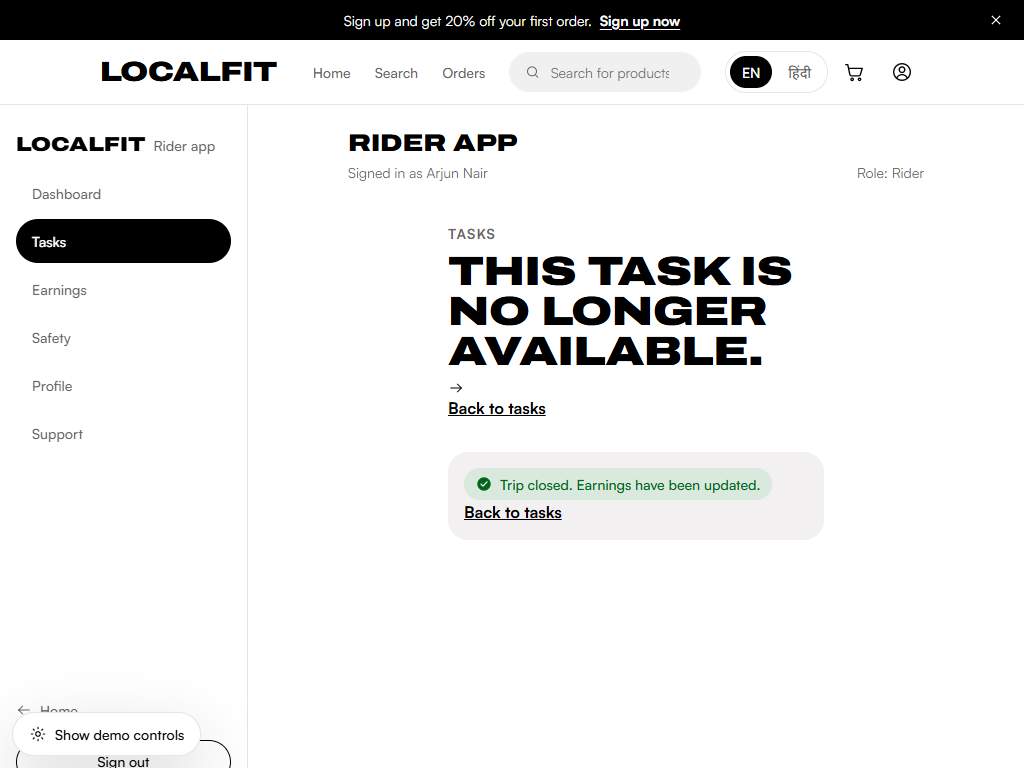 Sign up and get 20% off your first order. Sign up now
LOCALFIT
Home
Search
Orders
Search for products
EN
हिंदी
LOCALFIT Rider app
Dashboard
Tasks
Earnings
Safety
Profile
Support
Home
Show demo controls
Sign out
RIDER APP
Signed in as Arjun Nair
Role: Rider
TASKS
THIS TASK IS
NO LONGER
AVAILABLE.
Back to tasks
Trip closed. Earnings have been updated.
Back to tasks